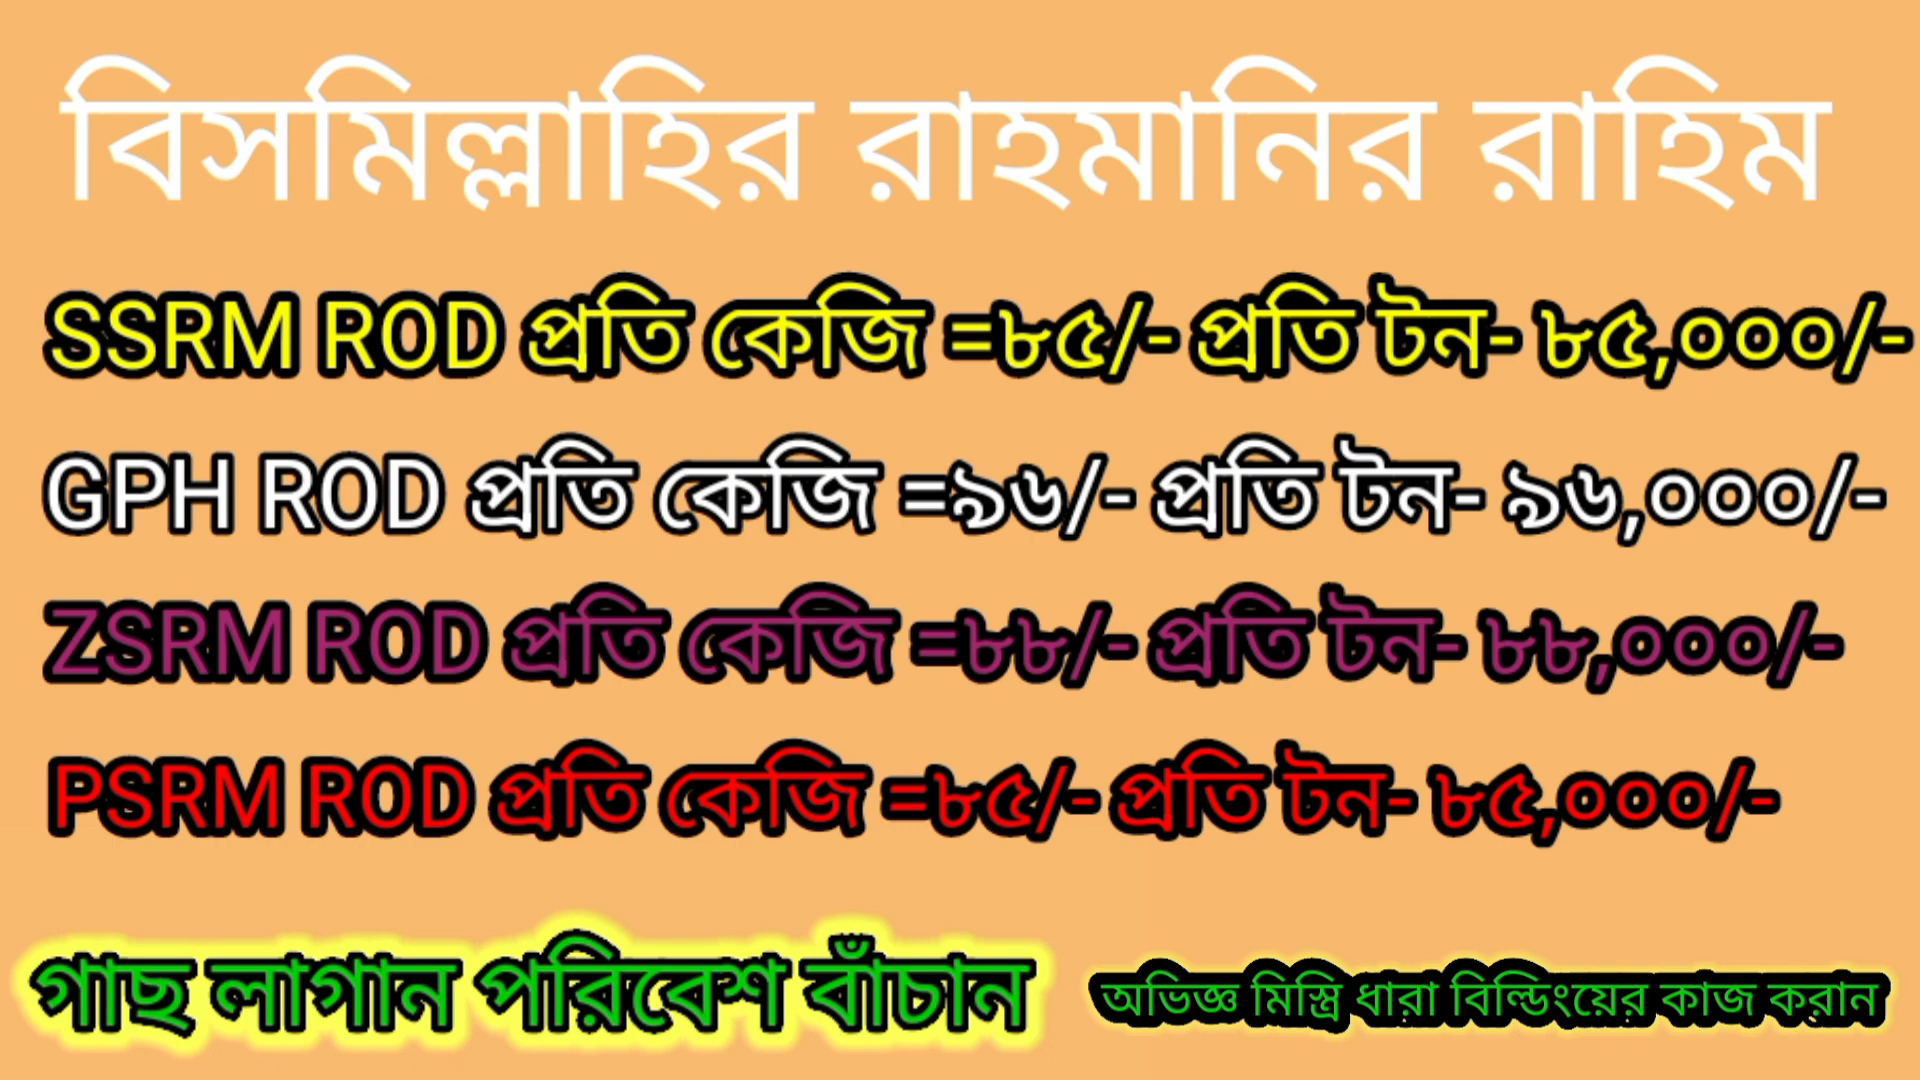 বিসমিল্লাহির রাহমানির রাহিম
SSRM ROD প্রতি কেজি =৮৫/- প্রতি টন- ৮৫,০০০/-
GPH ROD প্রতি কেজি =৯৬/- প্রতি টন- ৯৬,০০০/-
ZSRM ROD প্রতি কেজি =৮৮/- প্রতি টন- ৮৮,০০০/-
PSRM ROD প্রতি কেজি =৮৫/- প্রতি টন- ৮৫,০০০/-
গাছ লাগান পরিবেশ বাঁচান
অভিজ্ঞ মিস্ত্রি ধারা বিল্ডিংয়ের কাজ করান